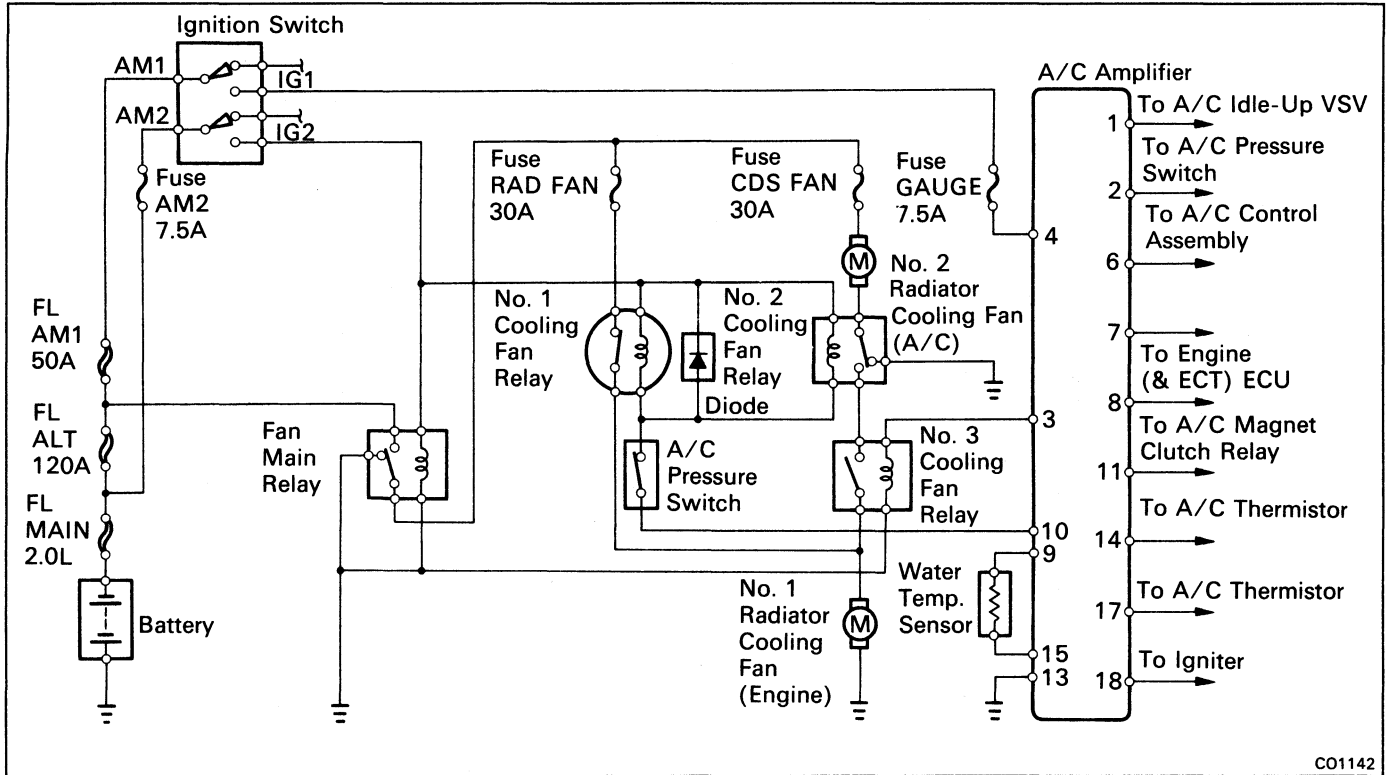 Ignition Switch
AM1
IG1
AM2
IG2
Fuse
AM2
7.5A
FL
AM1
50A
FL
ALT
120A
FL
MAIN
2.0L
Battery
Fan
Main
Relay
Fuse
RAD FAN
30A
Fuse
CDS FAN
30A
Fuse
GAUGE
7.5A
No. 1
Cooling
Fan
Relay
No. 2
Cooling
Fan
Relay
Diode
M
No. 2
Radiator
Cooling Fan
(A/C)
A/C
Pressure
Switch
No. 3
Cooling
Fan
Relay
No. 1
Radiator
Cooling
Fan
(Engine)
M
Water
Temp.
Sensor
A/C Amplifier
4
3
10
9
15
13
1
To A/C Idle-Up VSV
To A/C Pressure
Switch
2
To A/C Control
Assembly
6
7
To Engine
(& ECT) ECU
8
To A/C Magnet
Clutch Relay
11
To A/C Thermistor
14
To A/C Thermistor
17
To Igniter
18
CO1142